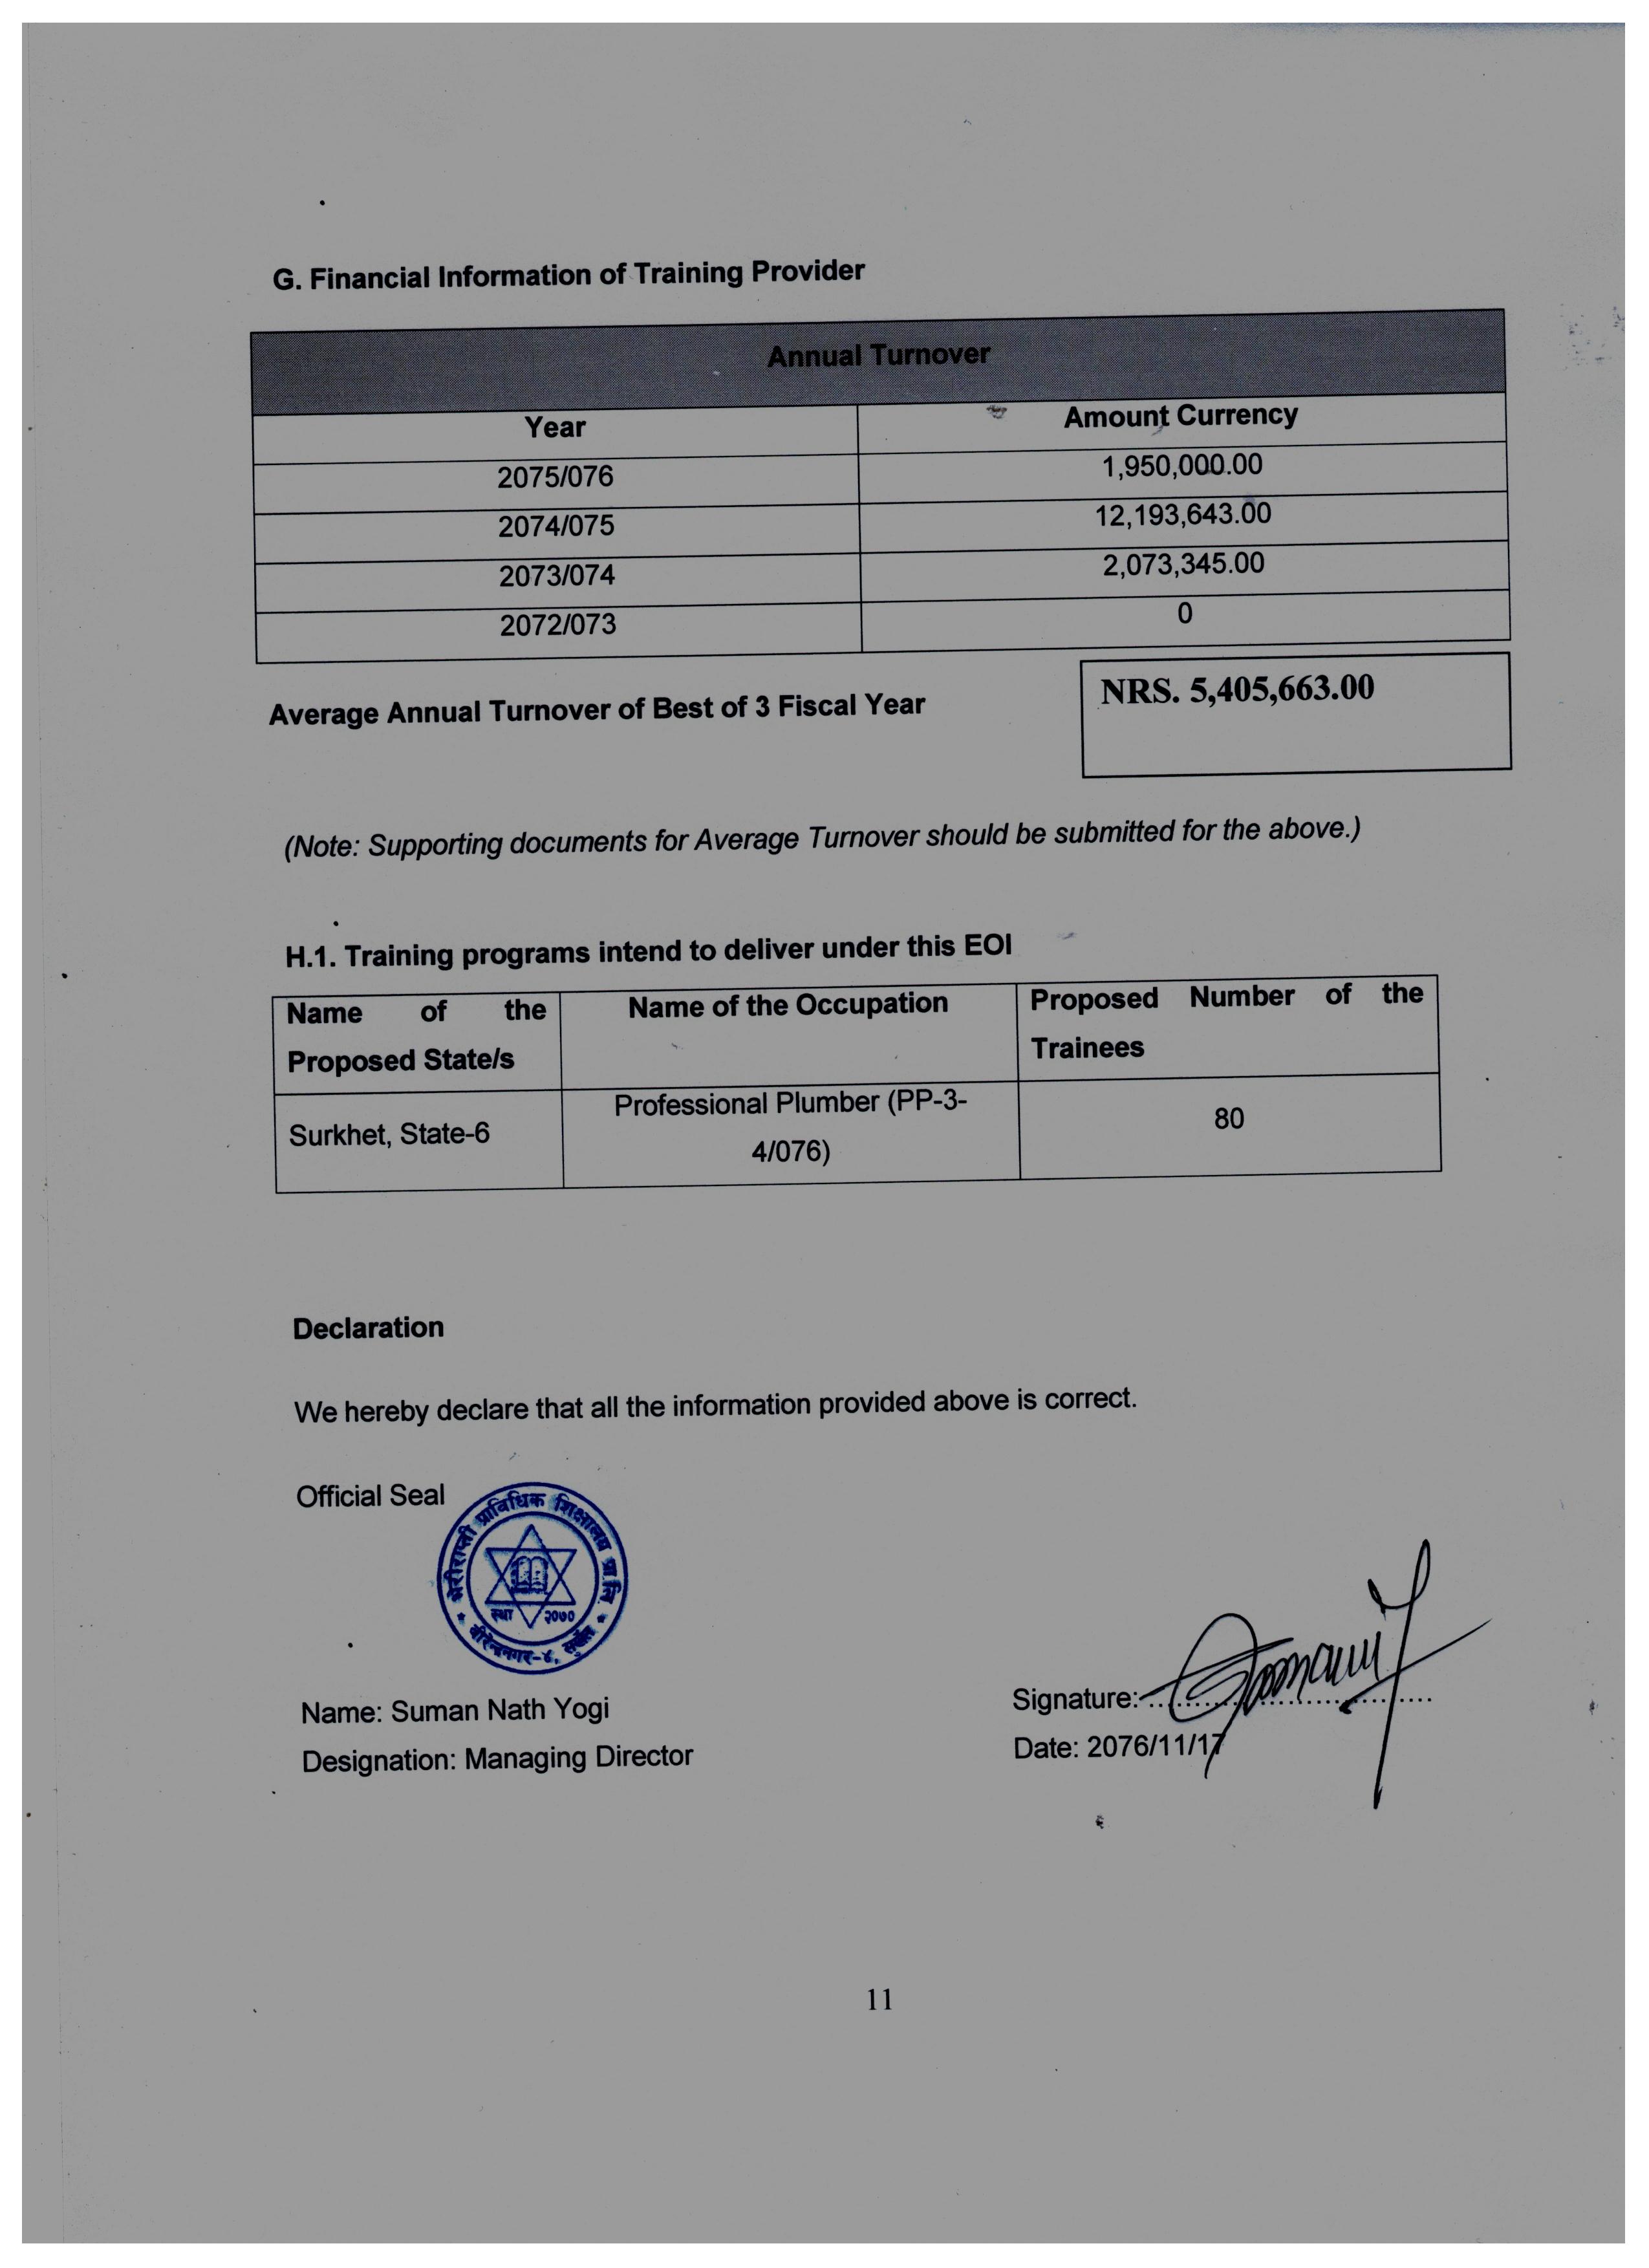 G. Financial Information of Training Provider
Annual Turnover
Year Amount Currency
2075/076 1,950,000.00
2074/075 12,193,643.00
2073/074 2,073,345.00
2072/073 0
Average Annual Turnover of Best of 3 Fiscal Year NRS. 5,405,663.00
(Note: Supporting documents for Average Turnover should be submitted for the above.)
H.1. Training programs intend to deliver under this EOI
Name of the Proposed State/s Name of the Occupation Proposed Number of the Trainees
Surkhet, State-6 Professional Plumber (PP-3-4/076) 80
Declaration
We hereby declare that all the information provided above is correct.
Official Seal
भेरीराप्ती प्राविधिक शिक्षालय प्रा.लि.
स्था २०७०
वीरेन्द्रनगर-४, सुर्खेत
Name: Suman Nath Yogi
Signature:
Designation: Managing Director
Date: 2076/11/17
11